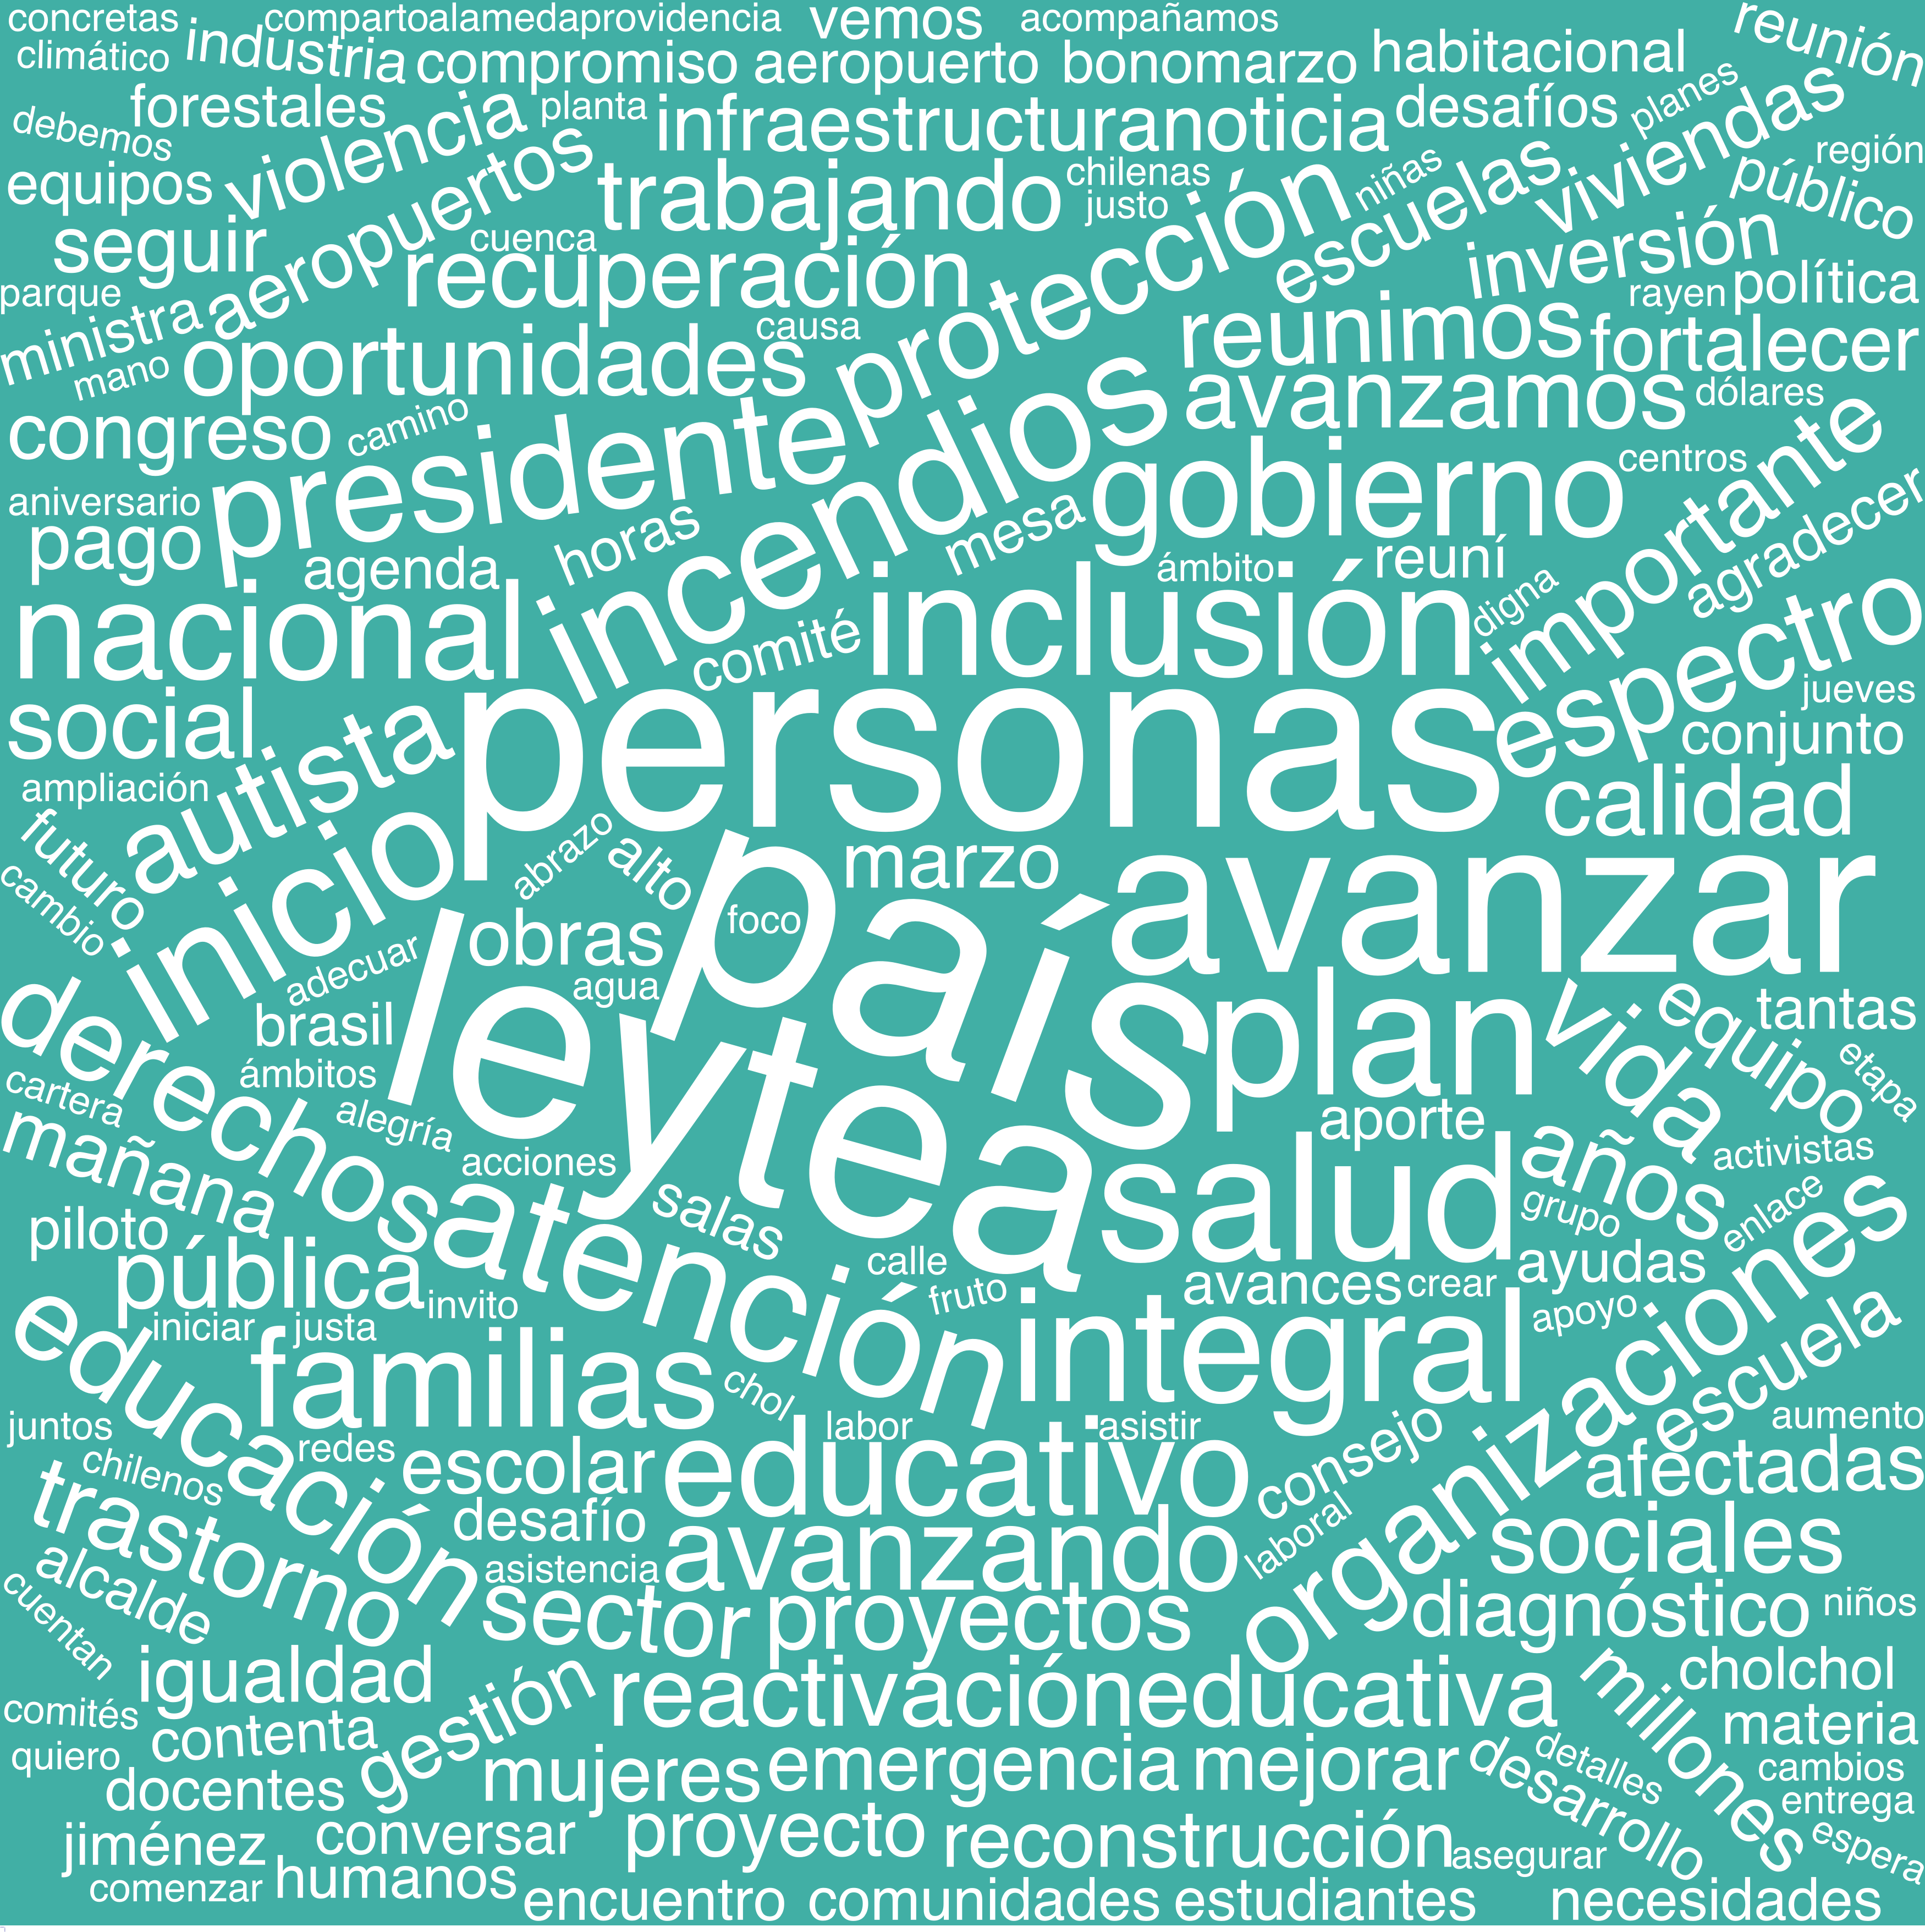 concretas
compartoalamedaprovidencia
vemos
acompañamos
reunión
climático
industria
compromiso
aeropuerto
bonomarzo
habitacional
debemos
forestales
violencia
planta
infraestructuranoticia
desafíos
planes
viviendas
región
equipos
aeropuertos
trabajando
chilenas
justo
niñas
escuelas
público
seguir
cuenca
recuperación
protección
inversión
rayen
política
parque
ministra
mano
oportunidades
causa
reunimos
fortalecer
congreso
camino
presidente
incendios
avanzamos
dólares
aniversario
pago
agenda
horas
mesa
gobierno
centros
importante
agradecer
nacional
comité
inclusión
ámbito
reuní
digna
espectro
social
autista
personas
jueves
conjunto
ampliación
calidad
futuro
cambio
inicio
abrazo
alto
marzo
foco
avanzar
obras
país
adecuar
agua
brasil
leytea
plan
vida
equipo
tantas
etapa
derechos
ámbitos
cartera
alegría
acciones
aporte
años
activistas
mañana
atención
salas
salud
grupo
enlace
piloto
pública
invito
calle
fruto
avances
crear
ayudas
organizaciones
iniciar
justa
apoyo
educación
familias
integral
escuela
chol
juntos
redes
labor
asistir
aumento
chilenos
escolar
educativo
consejo
afectadas
trastorno
desafío
avanzando
laboral
sociales
alcalde
asistencia
cuentan
sector
proyectos
diagnóstico
niños
igualdad
gestión
reactivacióneducativa
millones
cholchol
comités
contenta
materia
quiero
docentes
mujeres
emergencia
mejorar
desarrollo
detalles
cambios
entrega
jiménez
conversar
proyecto
reconstrucción
asegurar
espera
comenzar
humanos
encuentro
comunidades
estudiantes
necesidades